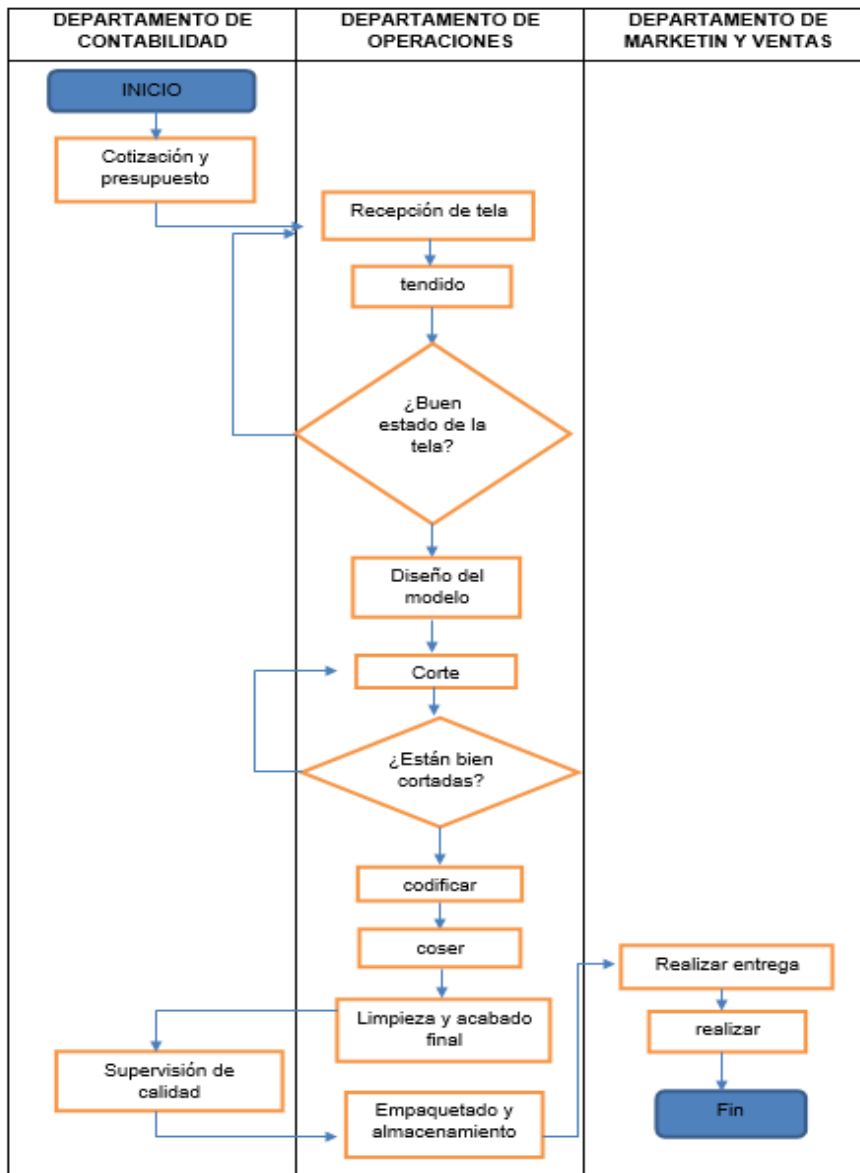 DEPARTAMENTO DE
CONTABILIDAD
DEPARTAMENTO DE
OPERACIONES
DEPARTAMENTO DE
MARKETIN Y VENTAS
INICIO
Cotización y
presupuesto
Recepción de tela
tendido
¿Buen
estado de la
tela?
Diseño del
modelo
Corte
¿Están bien
cortadas?
codificar
coser
Limpieza y acabado
final
Supervisión de
calidad
Empaquetado y
almacenamiento
Realizar entrega
realizar
Fin